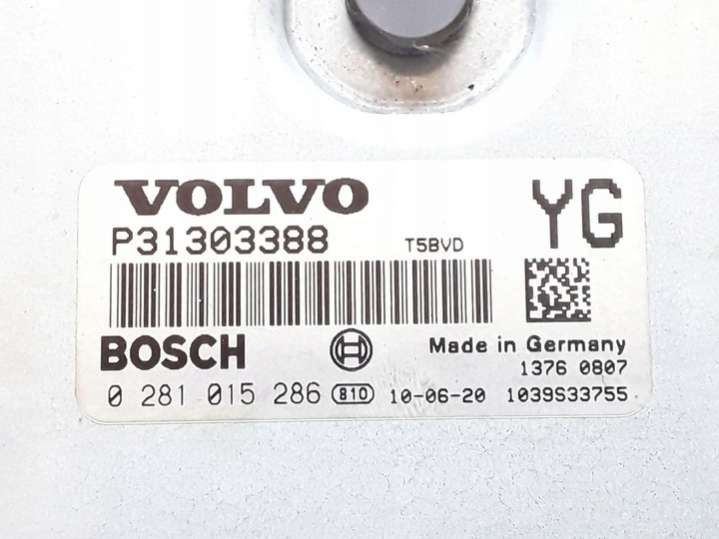 VOLVO YG
P31303388 T5BVD
BOSCH Made in Germany
1376 0807
0 281 015 286 810 10-06-20 1039S33755